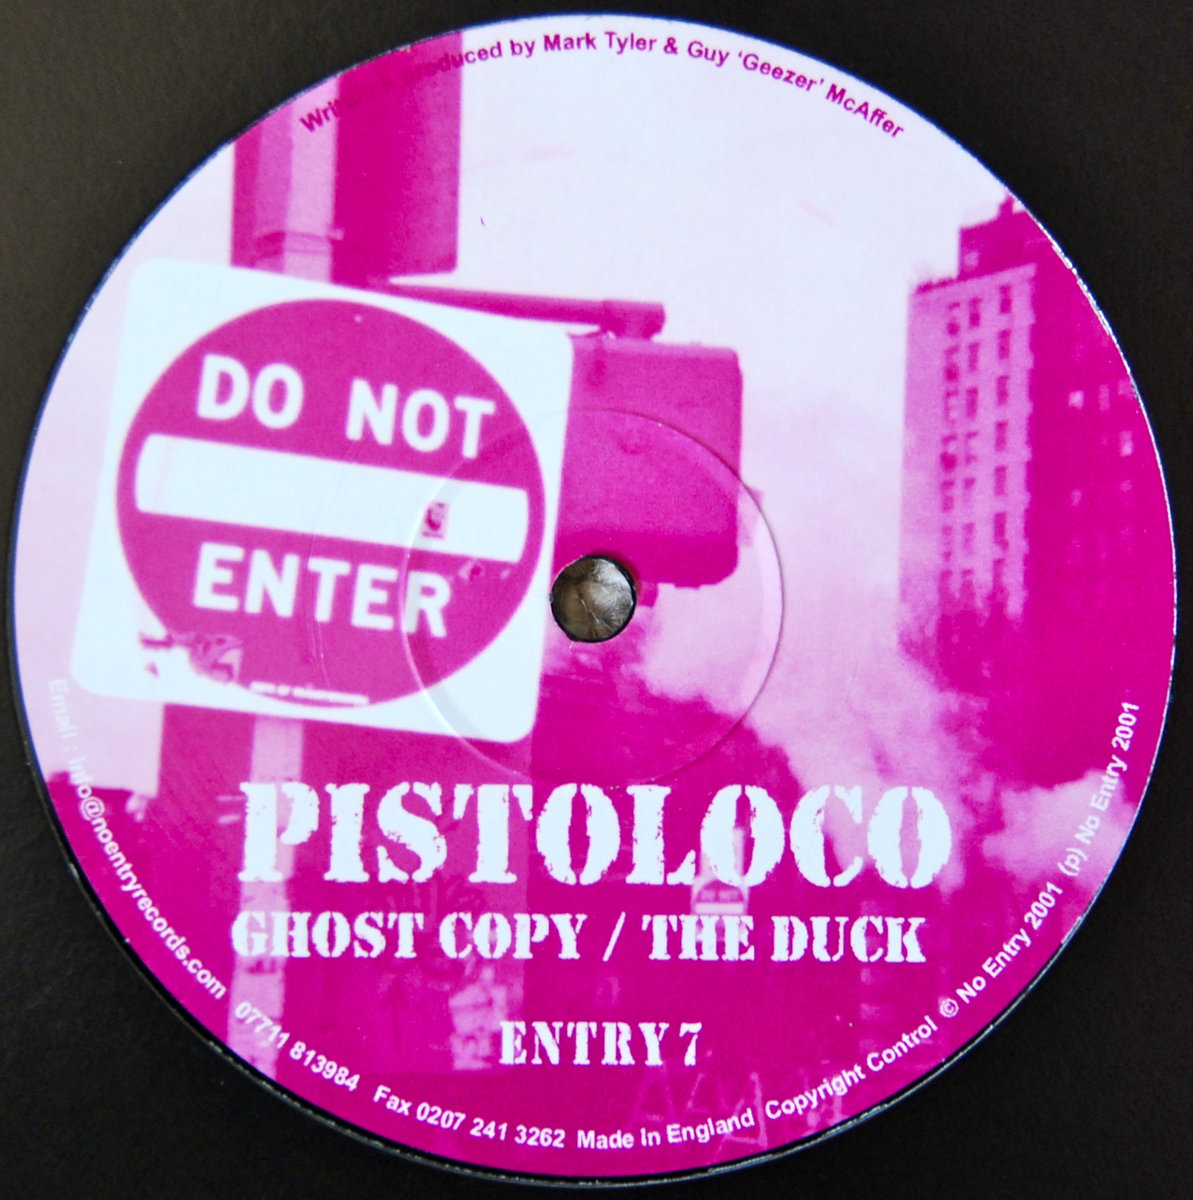 Written & produced by Mark Tyler & Guy ‘Geezer’ McAffer
DO NOT
ENTER
PISTOLOCO
GHOST COPY / THE DUCK
ENTRY 7
Email : Info@noentryrecords.com 07711 813984 Fax 0207 241 3262 Made In England Copyright Control © No Entry 2001 (p) No Entry 2001